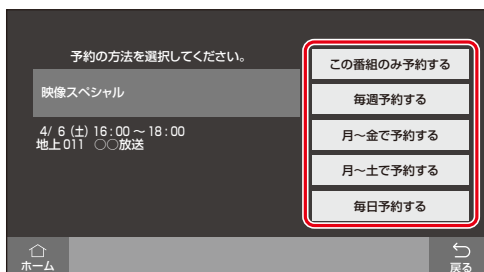 予約の方法を選択してください。
映像スペシャル
4/ 6 (土) 16:00～18:00
地上011 ○○放送
この番組のみ予約する
毎週予約する
月～金で予約する
月～土で予約する
毎日予約する
ホーム
戻る